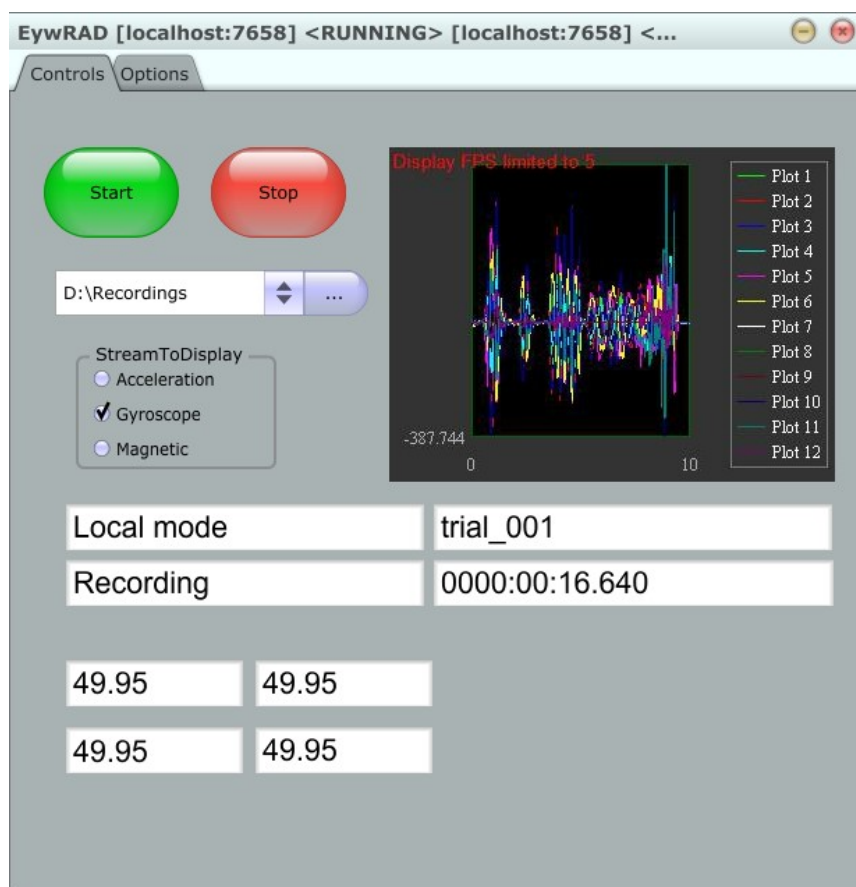 EywRAD [localhost:7658] <RUNNING> [localhost:7658] <...
Controls Options
Start Stop
D:\Recordings ...
StreamToDisplay
Acceleration
Gyroscope
Magnetic
Display FPS limited to 5
-387.744
0 10
Plot 1
Plot 2
Plot 3
Plot 4
Plot 5
Plot 6
Plot 7
Plot 8
Plot 9
Plot 10
Plot 11
Plot 12
Local mode trial_001
Recording 0000:00:16.640
49.95 49.95
49.95 49.95